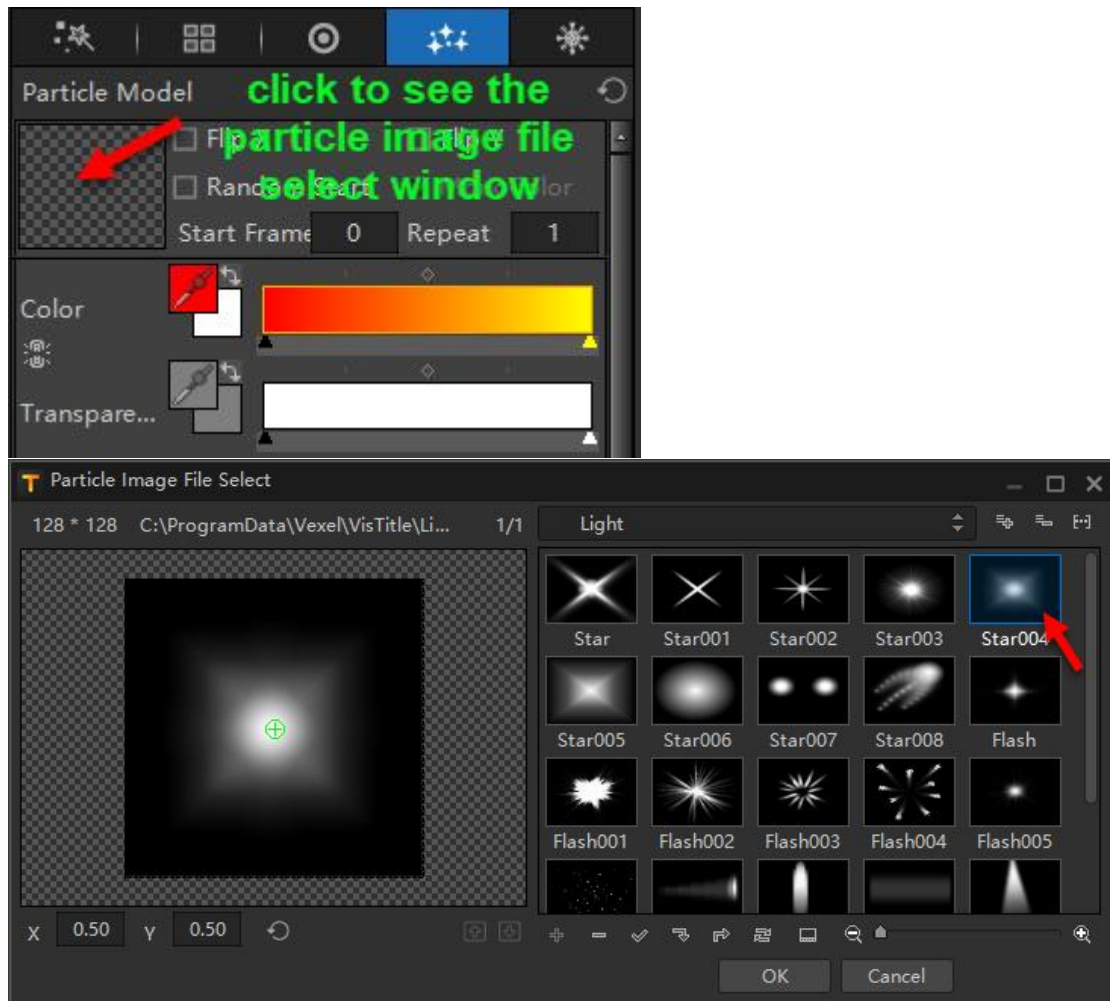 Particle Model
click to see the
particle image file
select window
Start Frame 0 Repeat 1
Color
Transpare...
Particle Image File Select
128 * 128 C:\ProgramData\Vexel\VisTitle\Li... 1/1
Light
Star Star001 Star002 Star003 Star004
Star005 Star006 Star007 Star008 Flash
Flash001 Flash002 Flash003 Flash004 Flash005
X 0.50 Y 0.50
OK Cancel